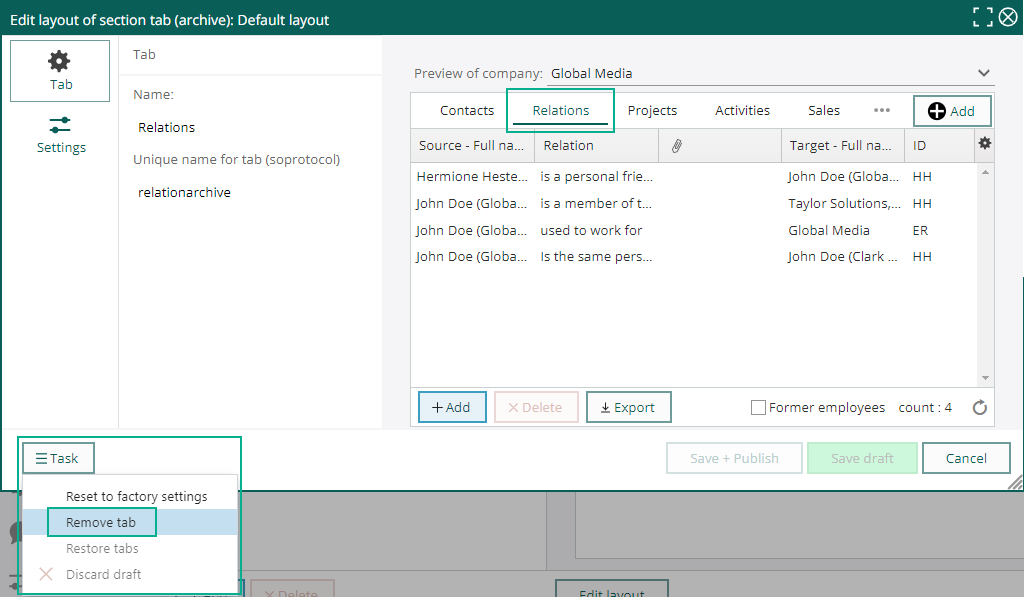 Edit layout of section tab (archive): Default layout
Tab
Settings
Tab
Name:
Relations
Unique name for tab (soprotocol)
relationarchive
Preview of company: Global Media
Contacts Relations Projects Activities Sales ••• Add
Source - Full na... Relation Target - Full na... ID
Hermione Heste... is a personal frie... John Doe (Globa... HH
John Doe (Globa... is a member of t... Taylor Solutions,... HH
John Doe (Globa... used to work for Global Media ER
John Doe (Globa... Is the same pers... John Doe (Clark ... HH
+ Add Delete Export Former employees count : 4
Task
Save + Publish Save draft Cancel
Reset to factory settings
Remove tab
Restore tabs
Discard draft
Delete Edit layout